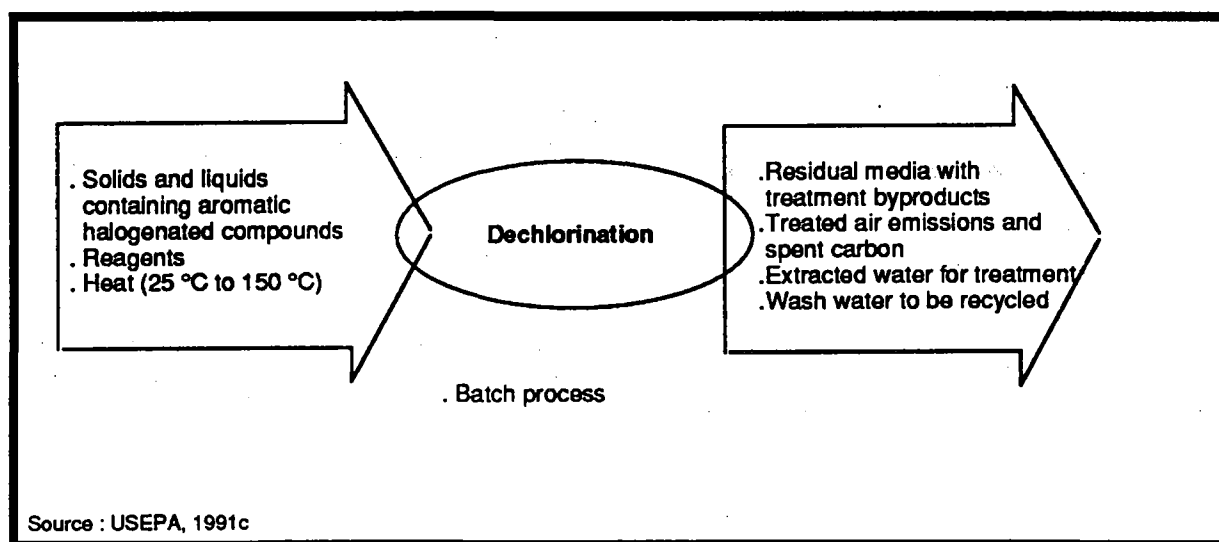 . Solids and liquids
containing aromatic
halogenated compounds
. Reagents
. Heat (25 °C to 150 °C)
Dechlorination
.Residual media with
treatment byproducts
.Treated air emissions and
spent carbon
.Extracted water for treatment
.Wash water to be recycled
. Batch process
Source : USEPA, 1991c